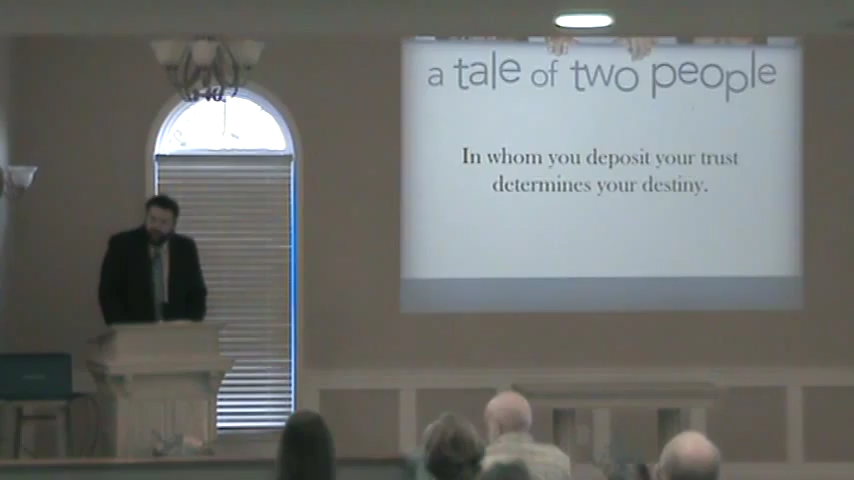 a tale of two people
In whom you deposit your trust
determines your destiny.